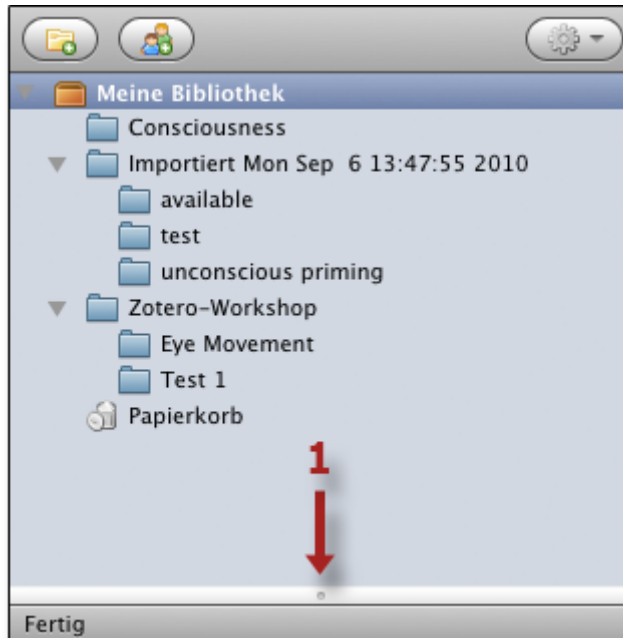 Meine Bibliothek
Consciousness
Importiert Mon Sep  6 13:47:55 2010
available
test
unconscious priming
Zotero-Workshop
Eye Movement
Test 1
Papierkorb
1
Fertig